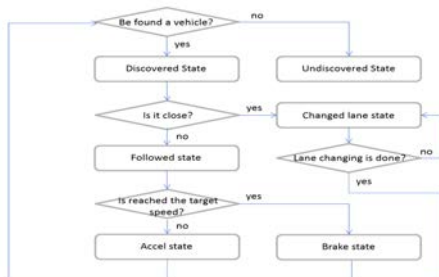 Be found a vehicle?
no
yes
Discovered State
Undiscovered State
Is it close?
yes
Changed lane state
no
Followed state
Lane changing is done?
no
yes
Is reached the target
speed?
yes
no
Accel state
Brake state